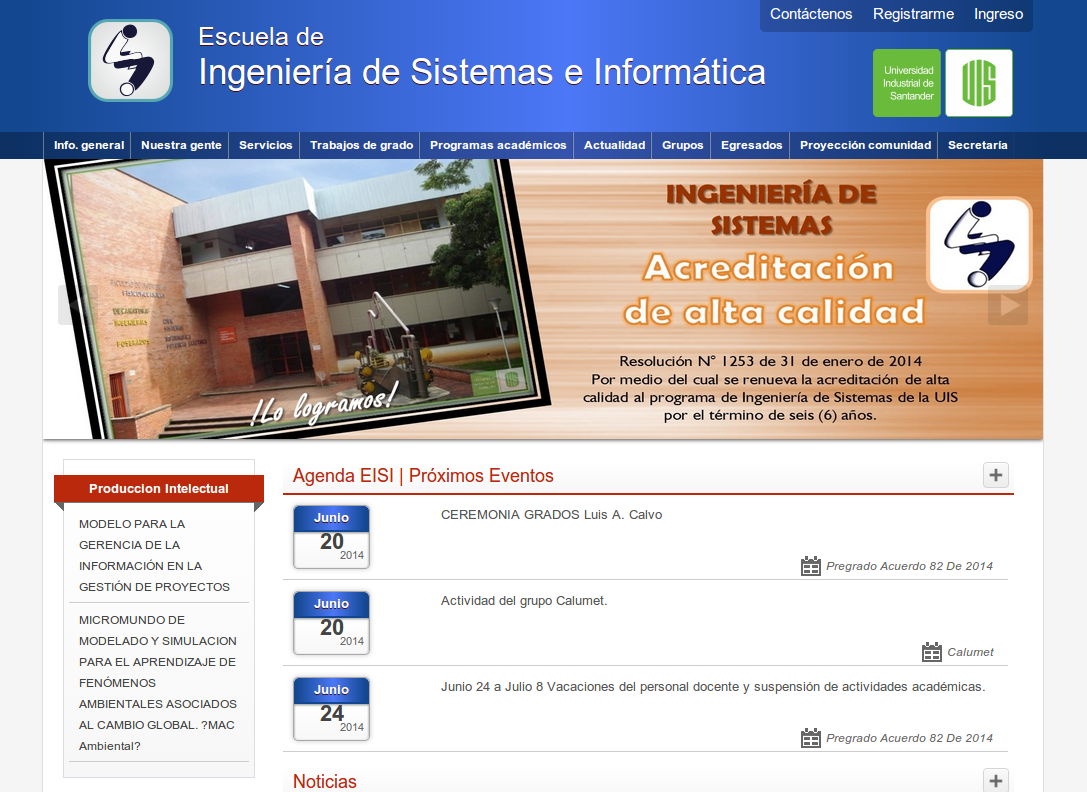 Contáctenos Registrarme Ingreso
Escuela de
Ingeniería de Sistemas e Informática
Universidad
Industrial de
Santander
UIS
Info. general Nuestra gente Servicios Trabajos de grado Programas académicos Actualidad Grupos Egresados Proyección comunidad Secretaría
INGENIERÍA DE
SISTEMAS
Acreditación
de alta calidad
Resolución N° 1253 de 31 de enero de 2014
Por medio del cual se renueva la acreditación de alta
calidad al programa de Ingeniería de Sistemas de la UIS
por el término de seis (6) años.
¡Lo logramos!
Produccion Intelectual
MODELO PARA LA
GERENCIA DE LA
INFORMACIÓN EN LA
GESTIÓN DE PROYECTOS
MICROMUNDO DE
MODELADO Y SIMULACION
PARA EL APRENDIZAJE DE
FENÓMENOS
AMBIENTALES ASOCIADOS
AL CAMBIO GLOBAL. ?MAC
Ambiental?
Agenda EISI | Próximos Eventos
Junio
20
2014
CEREMONIA GRADOS Luis A. Calvo
Pregrado Acuerdo 82 De 2014
Junio
20
2014
Actividad del grupo Calumet.
Calumet
Junio
24
2014
Junio 24 a Julio 8 Vacaciones del personal docente y suspensión de actividades académicas.
Pregrado Acuerdo 82 De 2014
Noticias